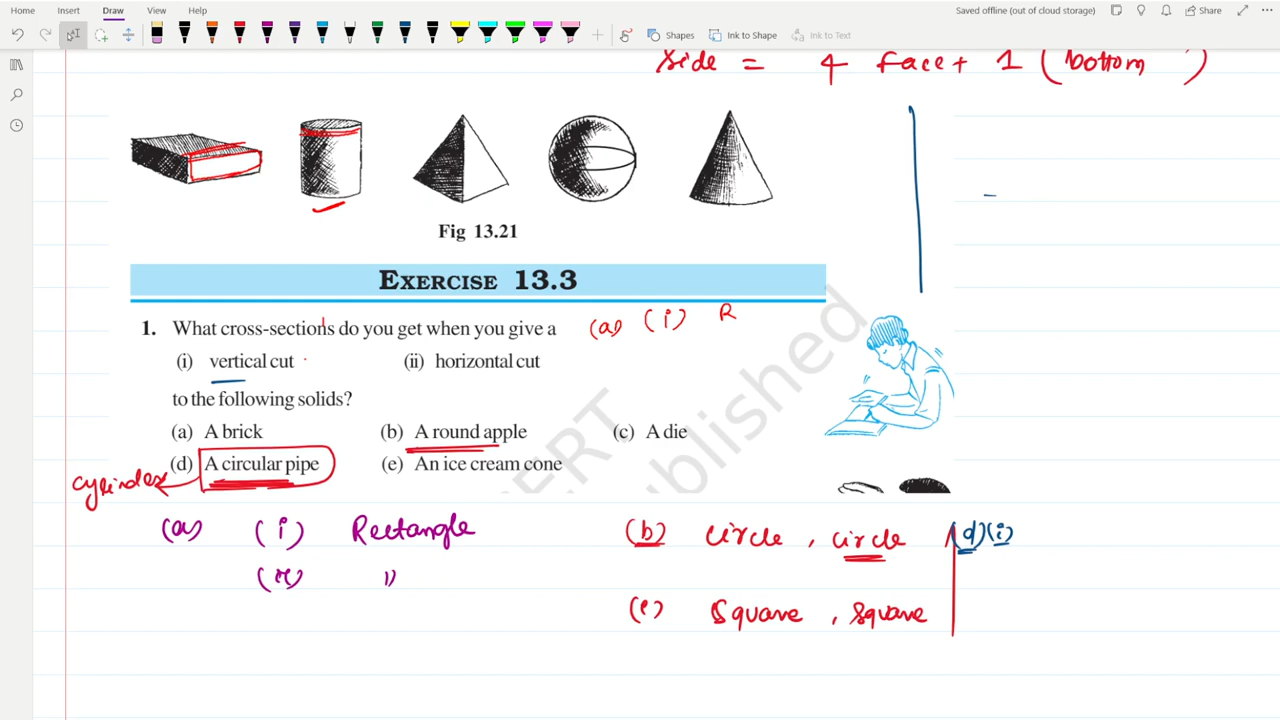 Home Insert Draw View Help Saved offline (out of cloud storage) Share
Shapes Ink to Shape Ink to Text
Side = 4 face + 1 (bottom )
Fig 13.21
EXERCISE 13.3
1. What cross-sections do you get when you give a (a) (i) R
(i) vertical cut (ii) horizontal cut
to the following solids?
(a) A brick (b) A round apple (c) A die
(d) A circular pipe (e) An ice cream cone
cylinder
(a) (i) Rectangle (b) circle , circle (d)(i)
(ii) ''
Square , Square